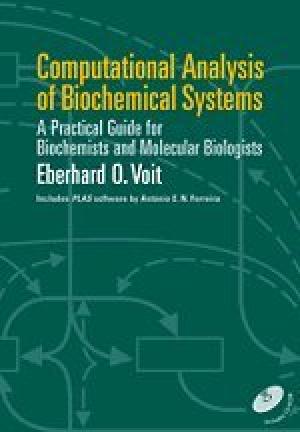 Computational Analysis
of Biochemical Systems
A Practical Guide for
Biochemists and Molecular Biologists
Eberhard O. Voit
Includes PLAS software by Antonio E. N. Ferreira